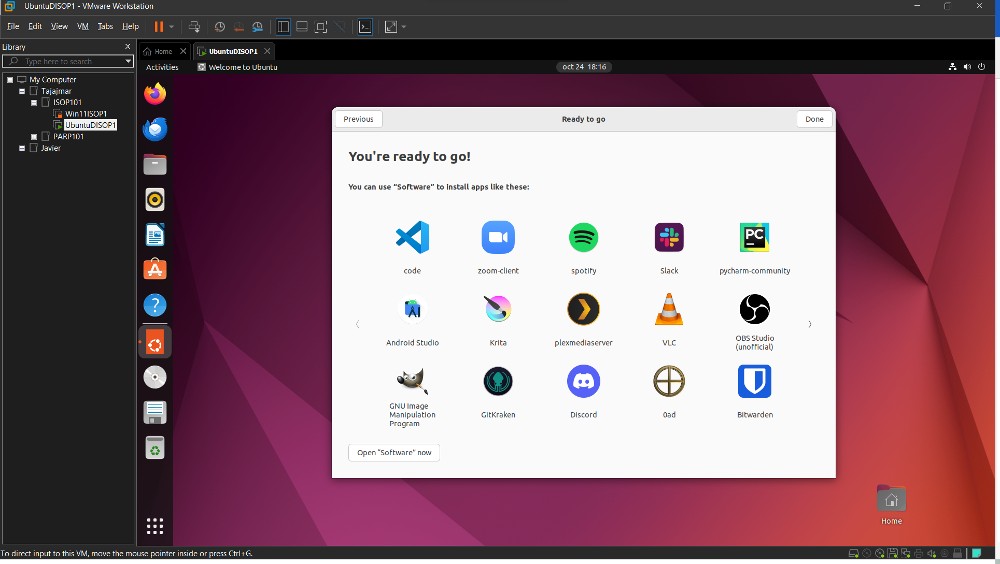 UbuntuDISOP1 - VMware Workstation
File Edit View VM Tabs Help
Library
Type here to search
My Computer
Tajajmar
ISOP101
Win11ISOP1
UbuntuDISOP1
PARP101
Javier
Home
UbuntuDISOP1
Activities
Welcome to Ubuntu
oct 24 18:16
Previous
Ready to go
Done
You're ready to go!
You can use “Software” to install apps like these:
code
zoom-client
spotify
Slack
PC
pycharm-community
Android Studio
Krita
plexmediaserver
VLC
OBS Studio
(unofficial)
GNU Image
Manipulation
Program
GitKraken
Discord
0ad
Bitwarden
Open “Software” now
Home
To direct input to this VM, move the mouse pointer inside or press Ctrl+G.